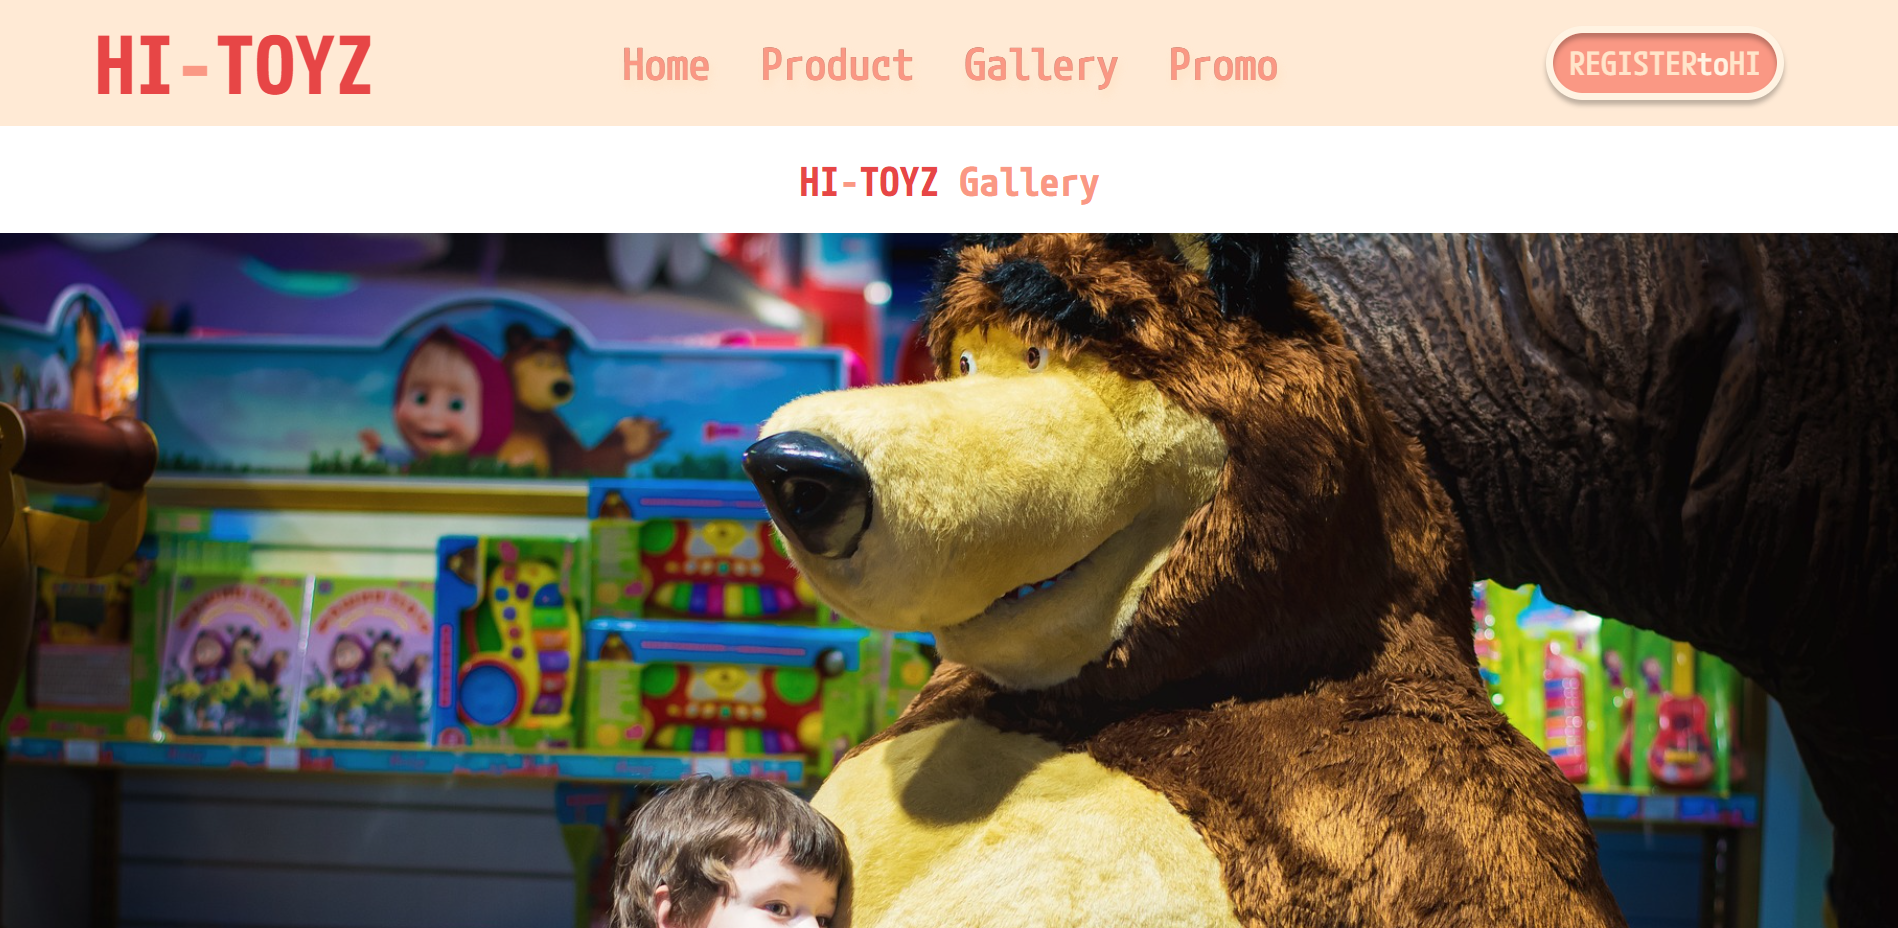 HI-TOYZ
Home Product Gallery Promo
REGISTERtoHI
HI-TOYZ Gallery